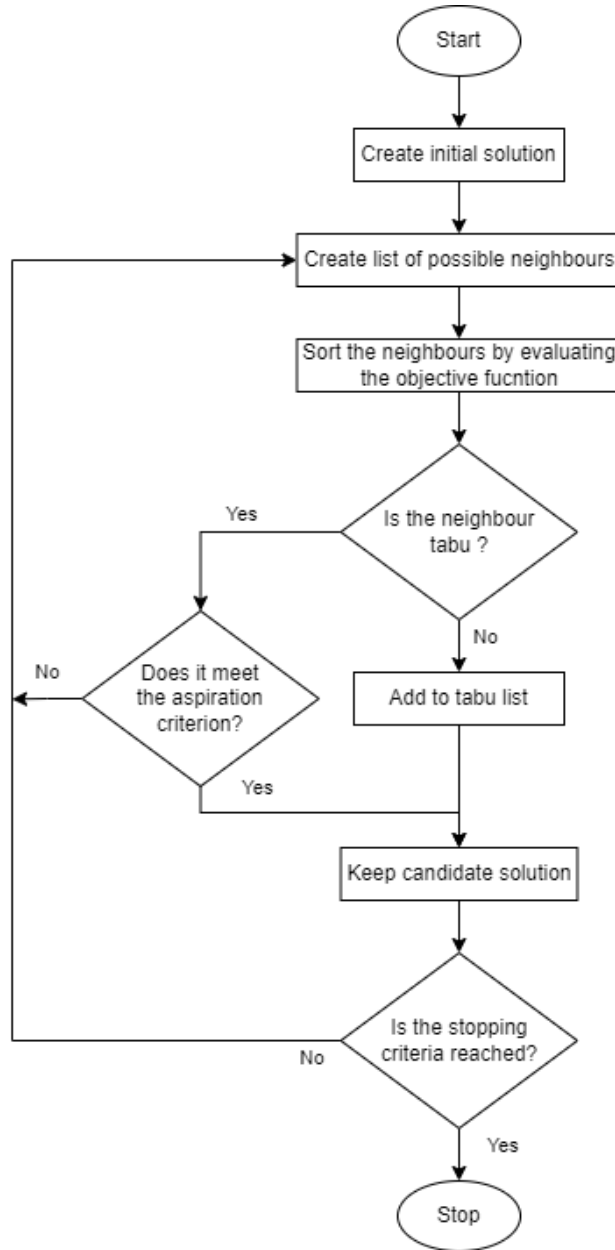 Start
Create initial solution
Create list of possible neighbours
Sort the neighbours by evaluating
the objective fucntion
Is the neighbour
tabu ?
Yes
No
Does it meet
the aspiration
criterion?
No
Yes
Add to tabu list
Keep candidate solution
Is the stopping
criteria reached?
No
Yes
Stop